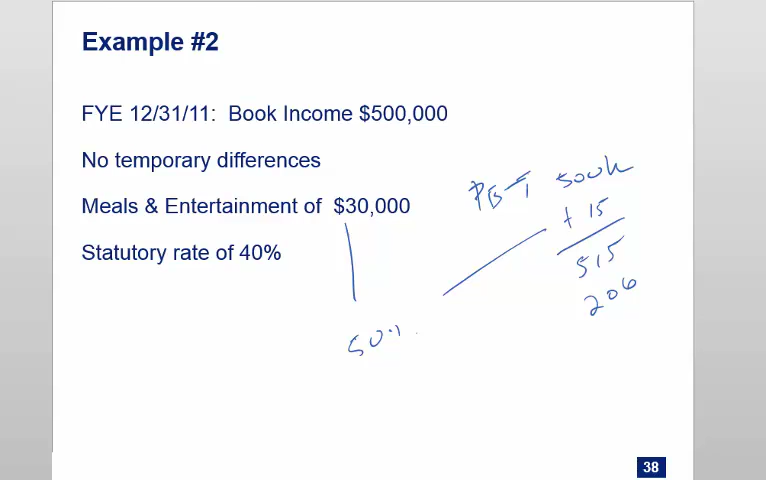 Example #2
FYE 12/31/11: Book Income $500,000
No temporary differences
Meals & Entertainment of $30,000
Statutory rate of 40%
PBT 500k
+ 15
515
206
50%
38